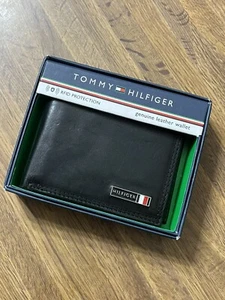 TOMMY HILFIGER
RFID PROTECTION
genuine leather wallet
HILFIGER